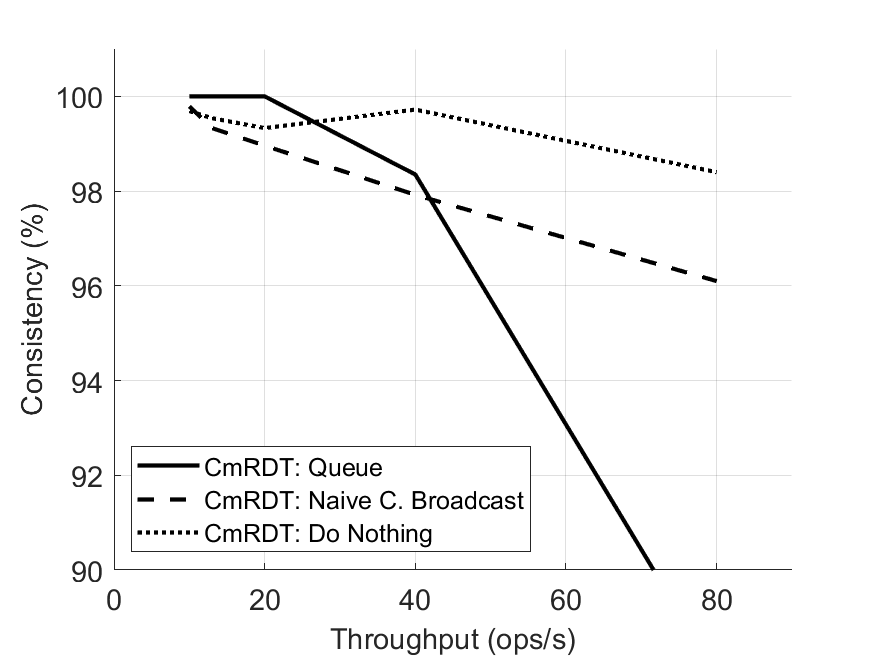 100
98
96
94
92
90
Consistency (%)
CmRDT: Queue
CmRDT: Naive C. Broadcast
CmRDT: Do Nothing
0 20 40 60 80
Throughput (ops/s)